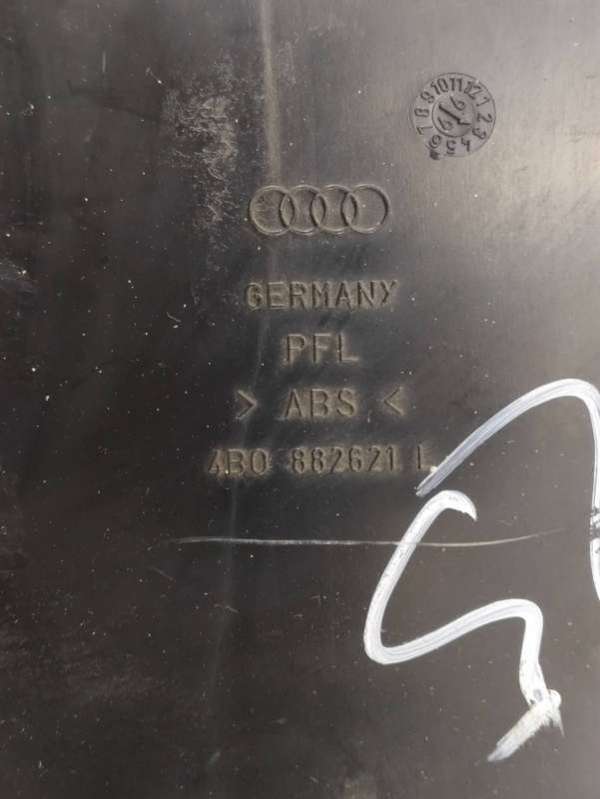 GERMANY
PFL
> ABS <
4B0 882621 L